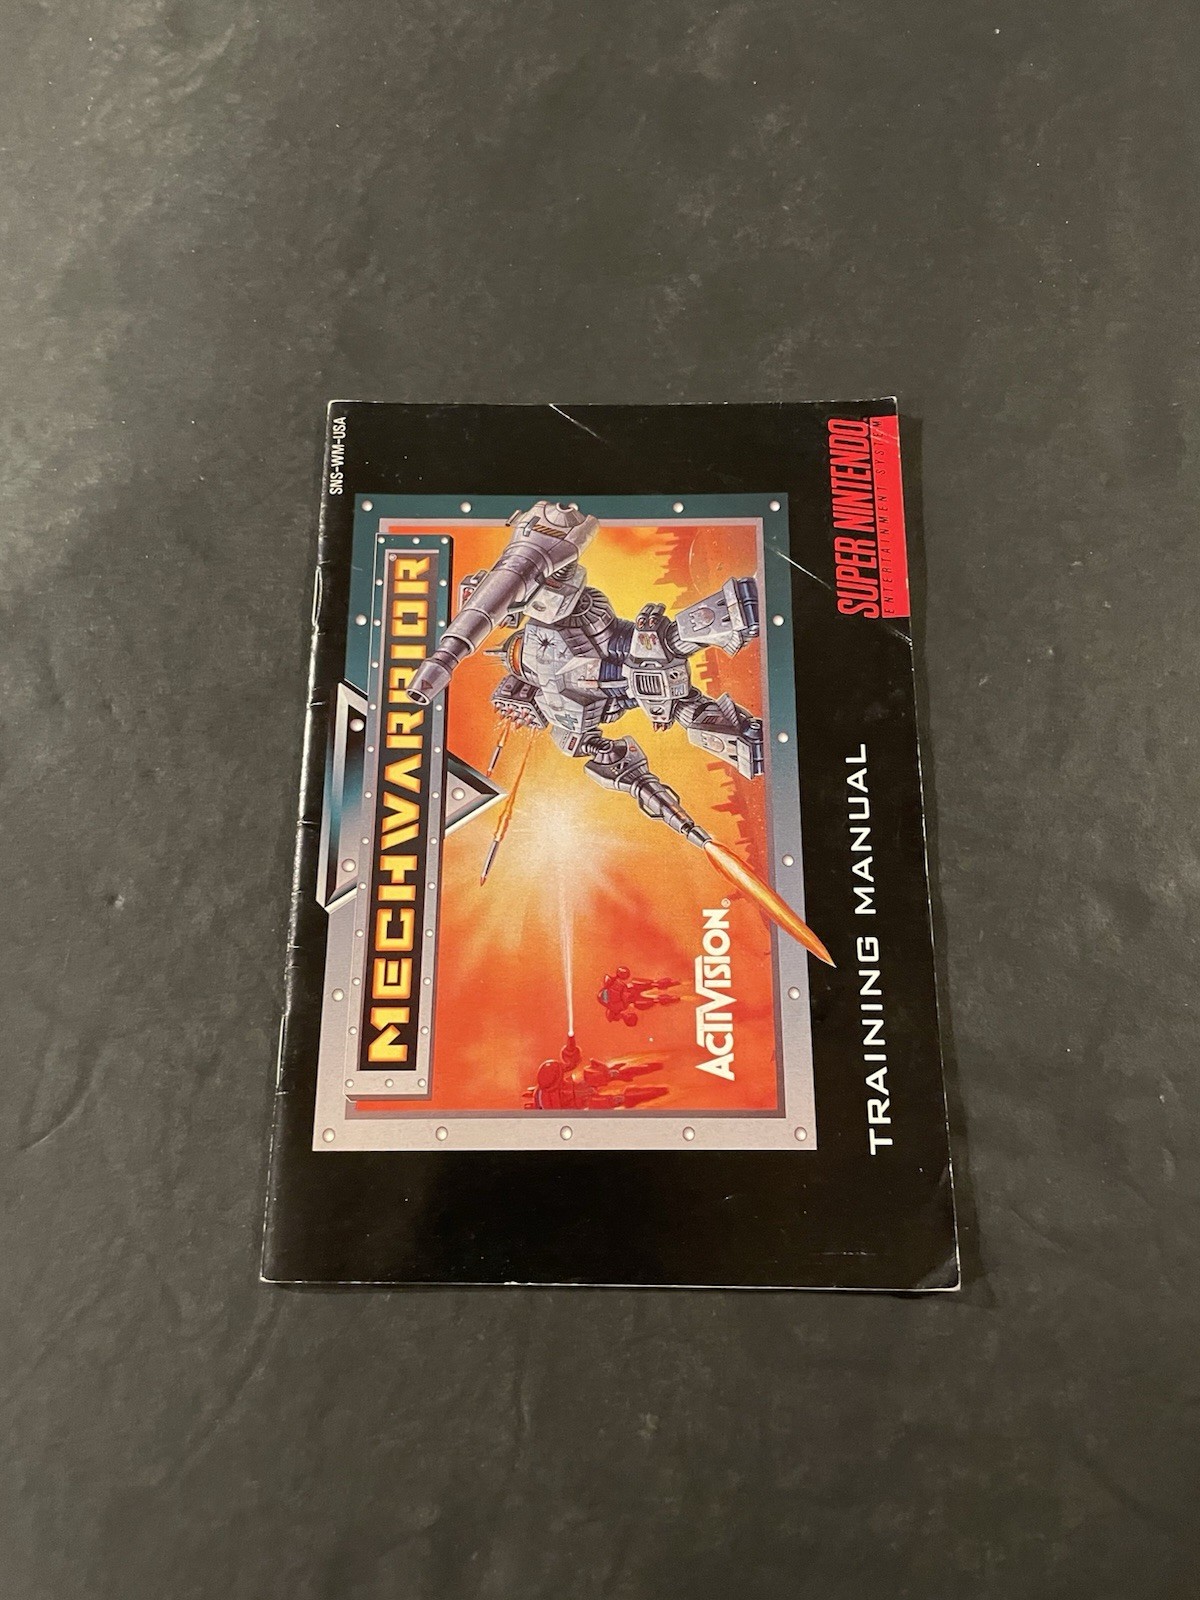 SNS-WM-USA
MECHWARRIOR®
ACTIVISION®
SUPER NINTENDO
ENTERTAINMENT SYSTEM
TRAINING MANUAL